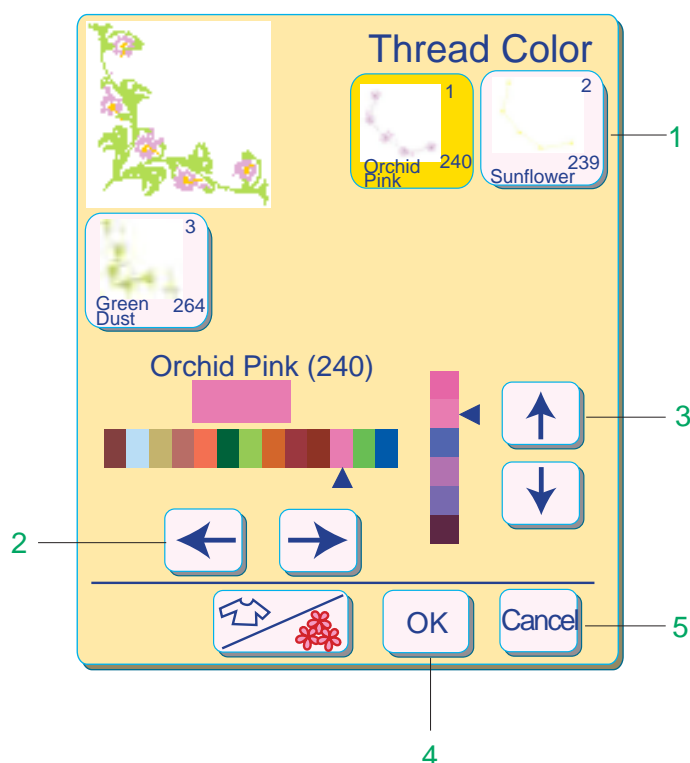 Thread Color
1
Orchid
Pink
240
2
Sunflower
239
1
3
Green
Dust
264
Orchid Pink (240)
3
2
OK
Cancel
5
4